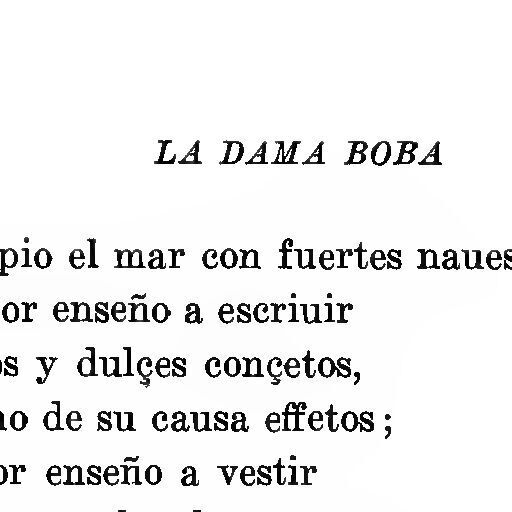 LA DAMA BOBA
pio el mar con fuertes naues
or enseño a escriuir
os y dulçes conçetos,
no de su causa effetos;
or enseño a vestir